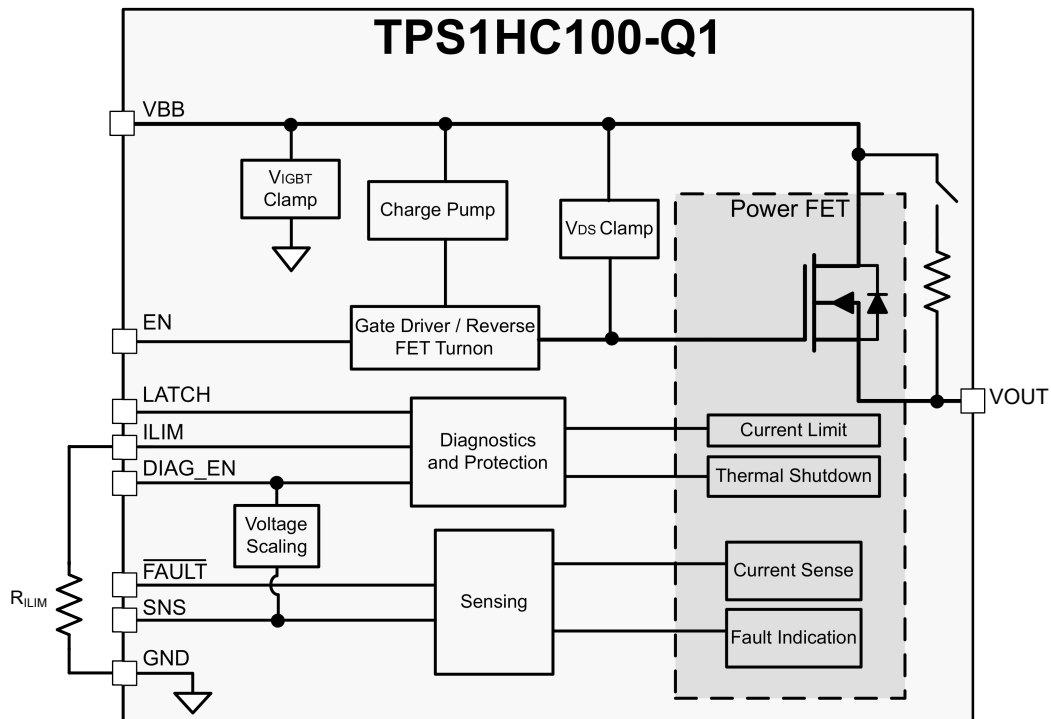 TPS1HC100-Q1
VBB
VIGBT
Clamp
Charge Pump
VDS Clamp
Power FET
EN
Gate Driver / Reverse
FET Turnon
LATCH
ILIM
DIAG_EN
Diagnostics
and Protection
Current Limit
Thermal Shutdown
VOUT
Voltage
Scaling
FAULT
SNS
GND
RILIM
Sensing
Current Sense
Fault Indication